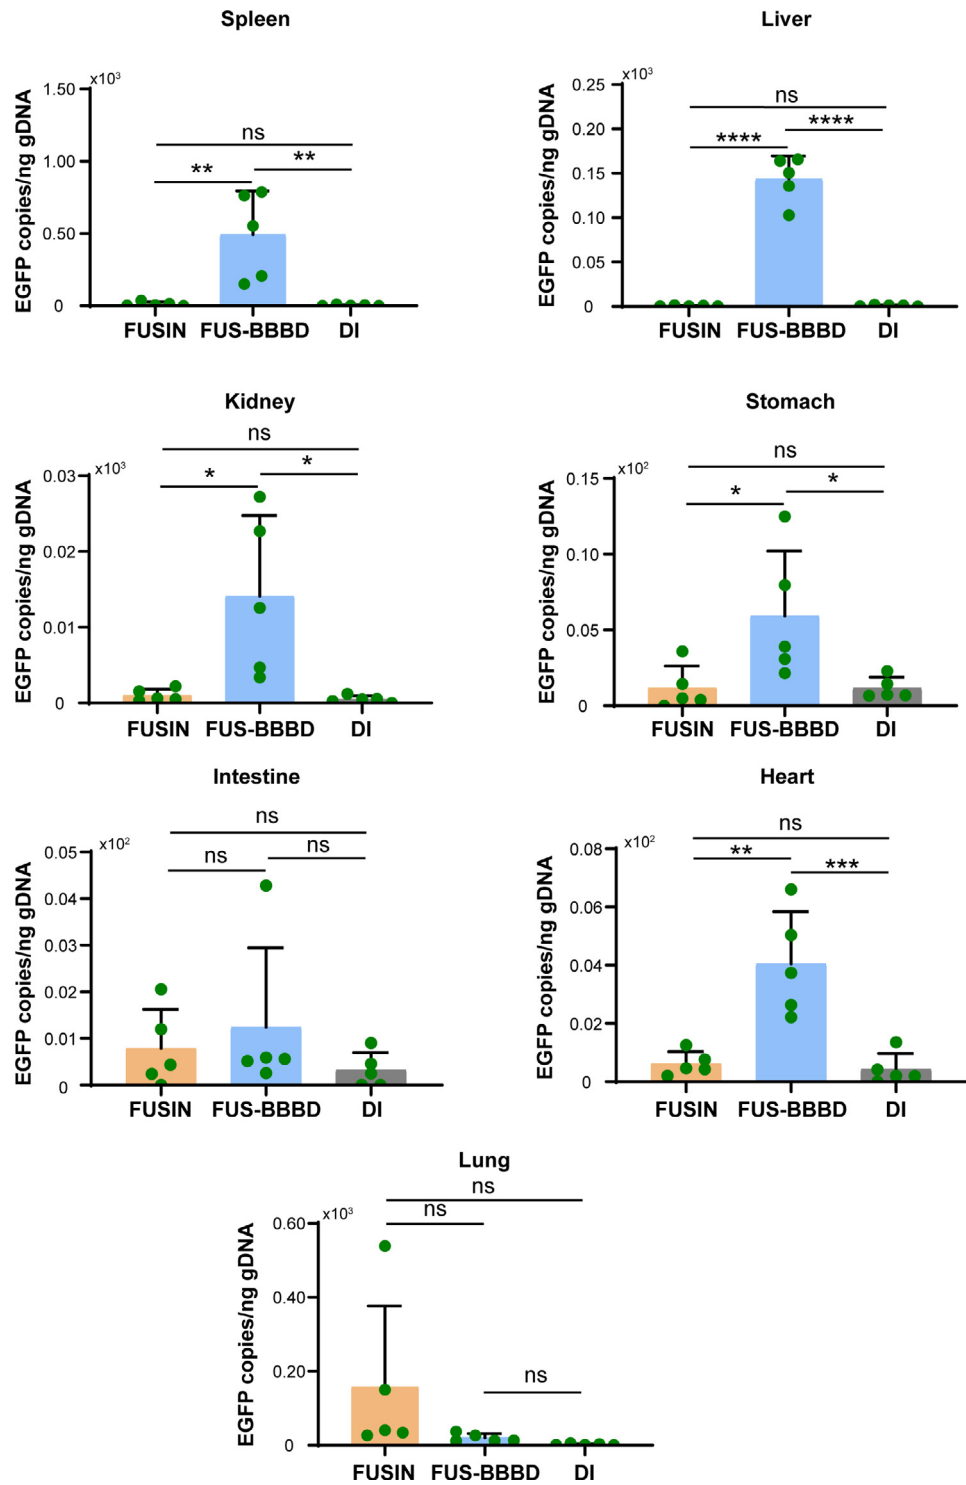 Spleen
x10³
EGFP copies/ng gDNA
1.50
1.00
0.50
0
ns
**
**
FUSIN FUS-BBBD DI
Liver
x10³
EGFP copies/ng gDNA
0.25
0.20
0.15
0.10
0.05
0
ns
****
****
FUSIN FUS-BBBD DI
Kidney
x10³
EGFP copies/ng gDNA
0.03
0.02
0.01
0
ns
*
*
FUSIN FUS-BBBD DI
Stomach
x10²
EGFP copies/ng gDNA
0.15
0.10
0.05
0
ns
*
*
FUSIN FUS-BBBD DI
Intestine
x10²
EGFP copies/ng gDNA
0.05
0.04
0.03
0.02
0.01
0
ns
ns
ns
FUSIN FUS-BBBD DI
Heart
x10²
EGFP copies/ng gDNA
0.08
0.06
0.04
0.02
0
ns
**
***
FUSIN FUS-BBBD DI
Lung
x10³
EGFP copies/ng gDNA
0.60
0.40
0.20
0
ns
ns
ns
FUSIN FUS-BBBD DI